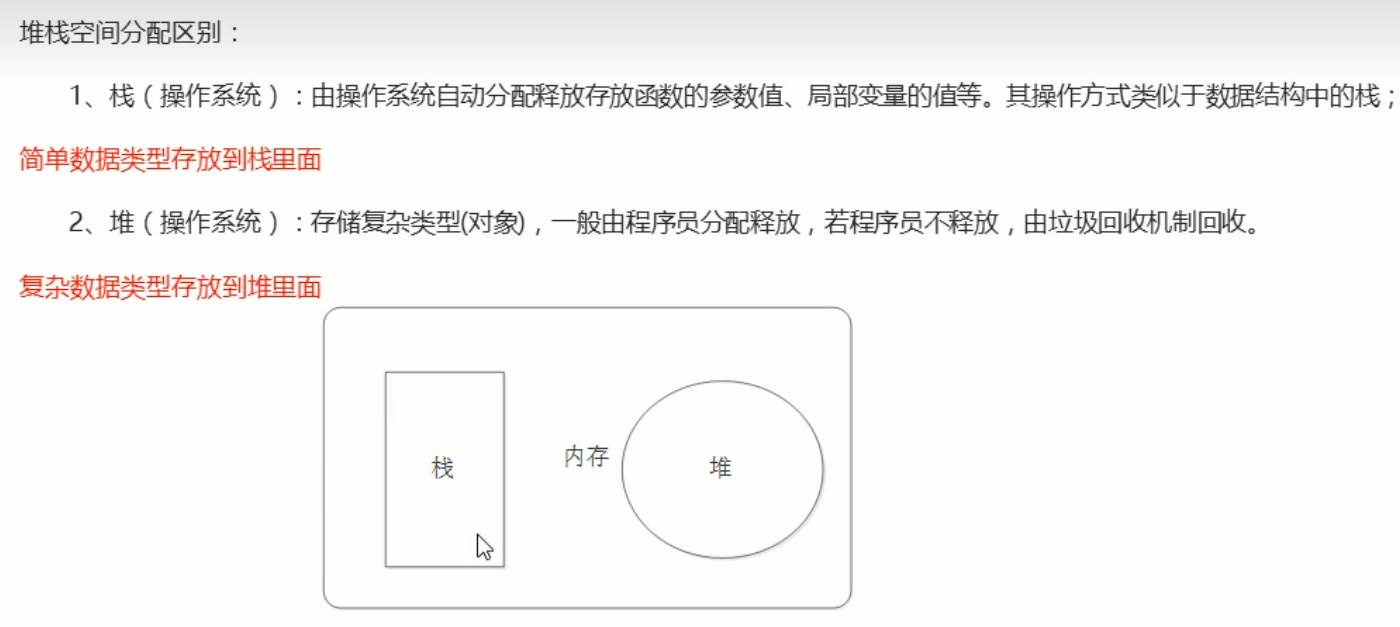 堆栈空间分配区别：
1、栈（操作系统）：由操作系统自动分配释放存放函数的参数值、局部变量的值等。其操作方式类似于数据结构中的栈；
简单数据类型存放到栈里面
2、堆（操作系统）：存储复杂类型(对象)，一般由程序员分配释放，若程序员不释放，由垃圾回收机制回收。
复杂数据类型存放到堆里面
栈
内存
堆